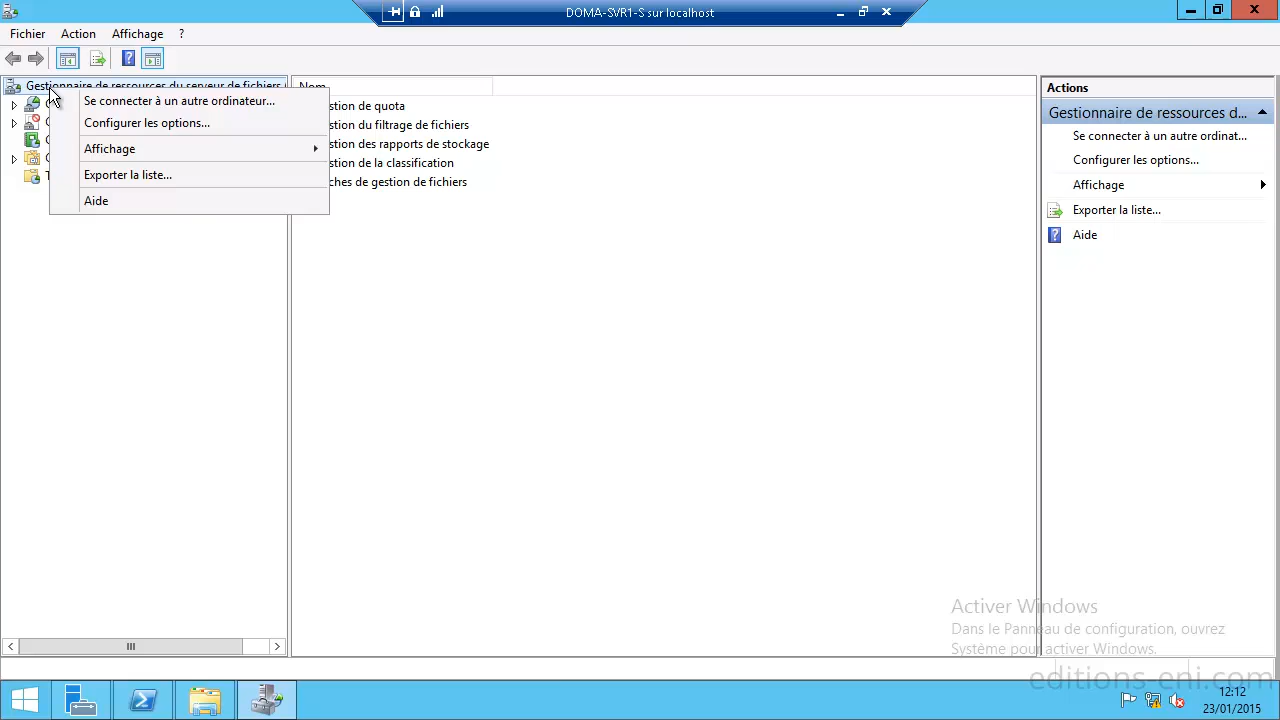 DOMA-SVR1-S sur localhost
Fichier Action Affichage ?
Gestionnaire de ressources du serveur de fichiers
Nom
Actions
Se connecter à un autre ordinateur...
Configurer les options...
Affichage
Exporter la liste...
Aide
stion de quota
stion du filtrage de fichiers
stion des rapports de stockage
stion de la classification
ches de gestion de fichiers
Gestionnaire de ressources d...
Se connecter à un autre ordinat...
Configurer les options...
Affichage
Exporter la liste...
Aide
Activer Windows
Dans le Panneau de configuration, ouvrez
Système pour activer Windows.
editions-eni.com
12:12
23/01/2015